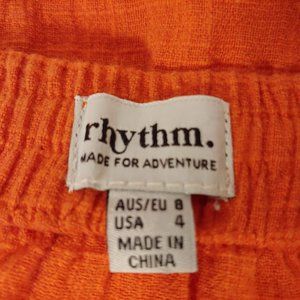 rhythm.
MADE FOR ADVENTURE
AUS/EU 8
USA 4
MADE IN
CHINA